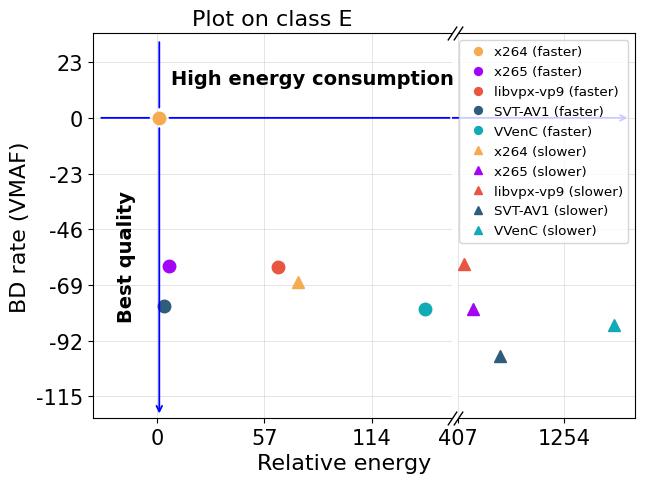 Plot on class E
High energy consumption
x264 (faster)
x265 (faster)
libvpx-vp9 (faster)
SVT-AV1 (faster)
VVenC (faster)
x264 (slower)
x265 (slower)
libvpx-vp9 (slower)
SVT-AV1 (slower)
VVenC (slower)
23
0
-23
-46
-69
-92
-115
BD rate (VMAF)
Best quality
0 57 114 407 1254
Relative energy